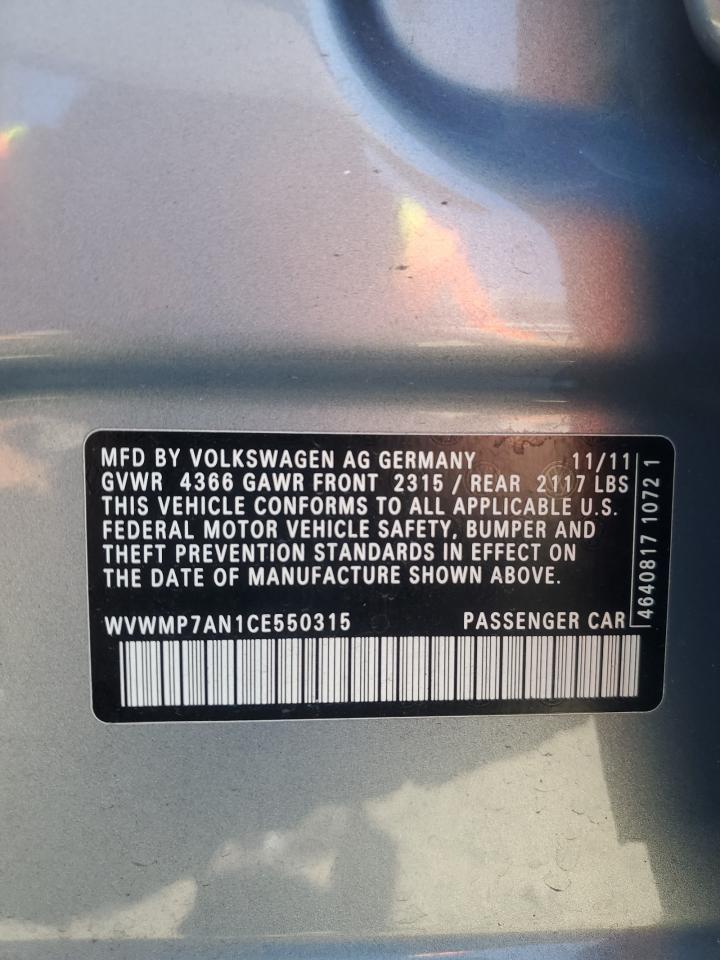 MFD BY VOLKSWAGEN AG GERMANY 11/11
GVWR 4366 GAWR FRONT 2315 / REAR 2117 LBS
THIS VEHICLE CONFORMS TO ALL APPLICABLE U.S.
FEDERAL MOTOR VEHICLE SAFETY, BUMPER AND
THEFT PREVENTION STANDARDS IN EFFECT ON
THE DATE OF MANUFACTURE SHOWN ABOVE.
WVWMP7AN1CE550315 PASSENGER CAR
4640817 1072 1